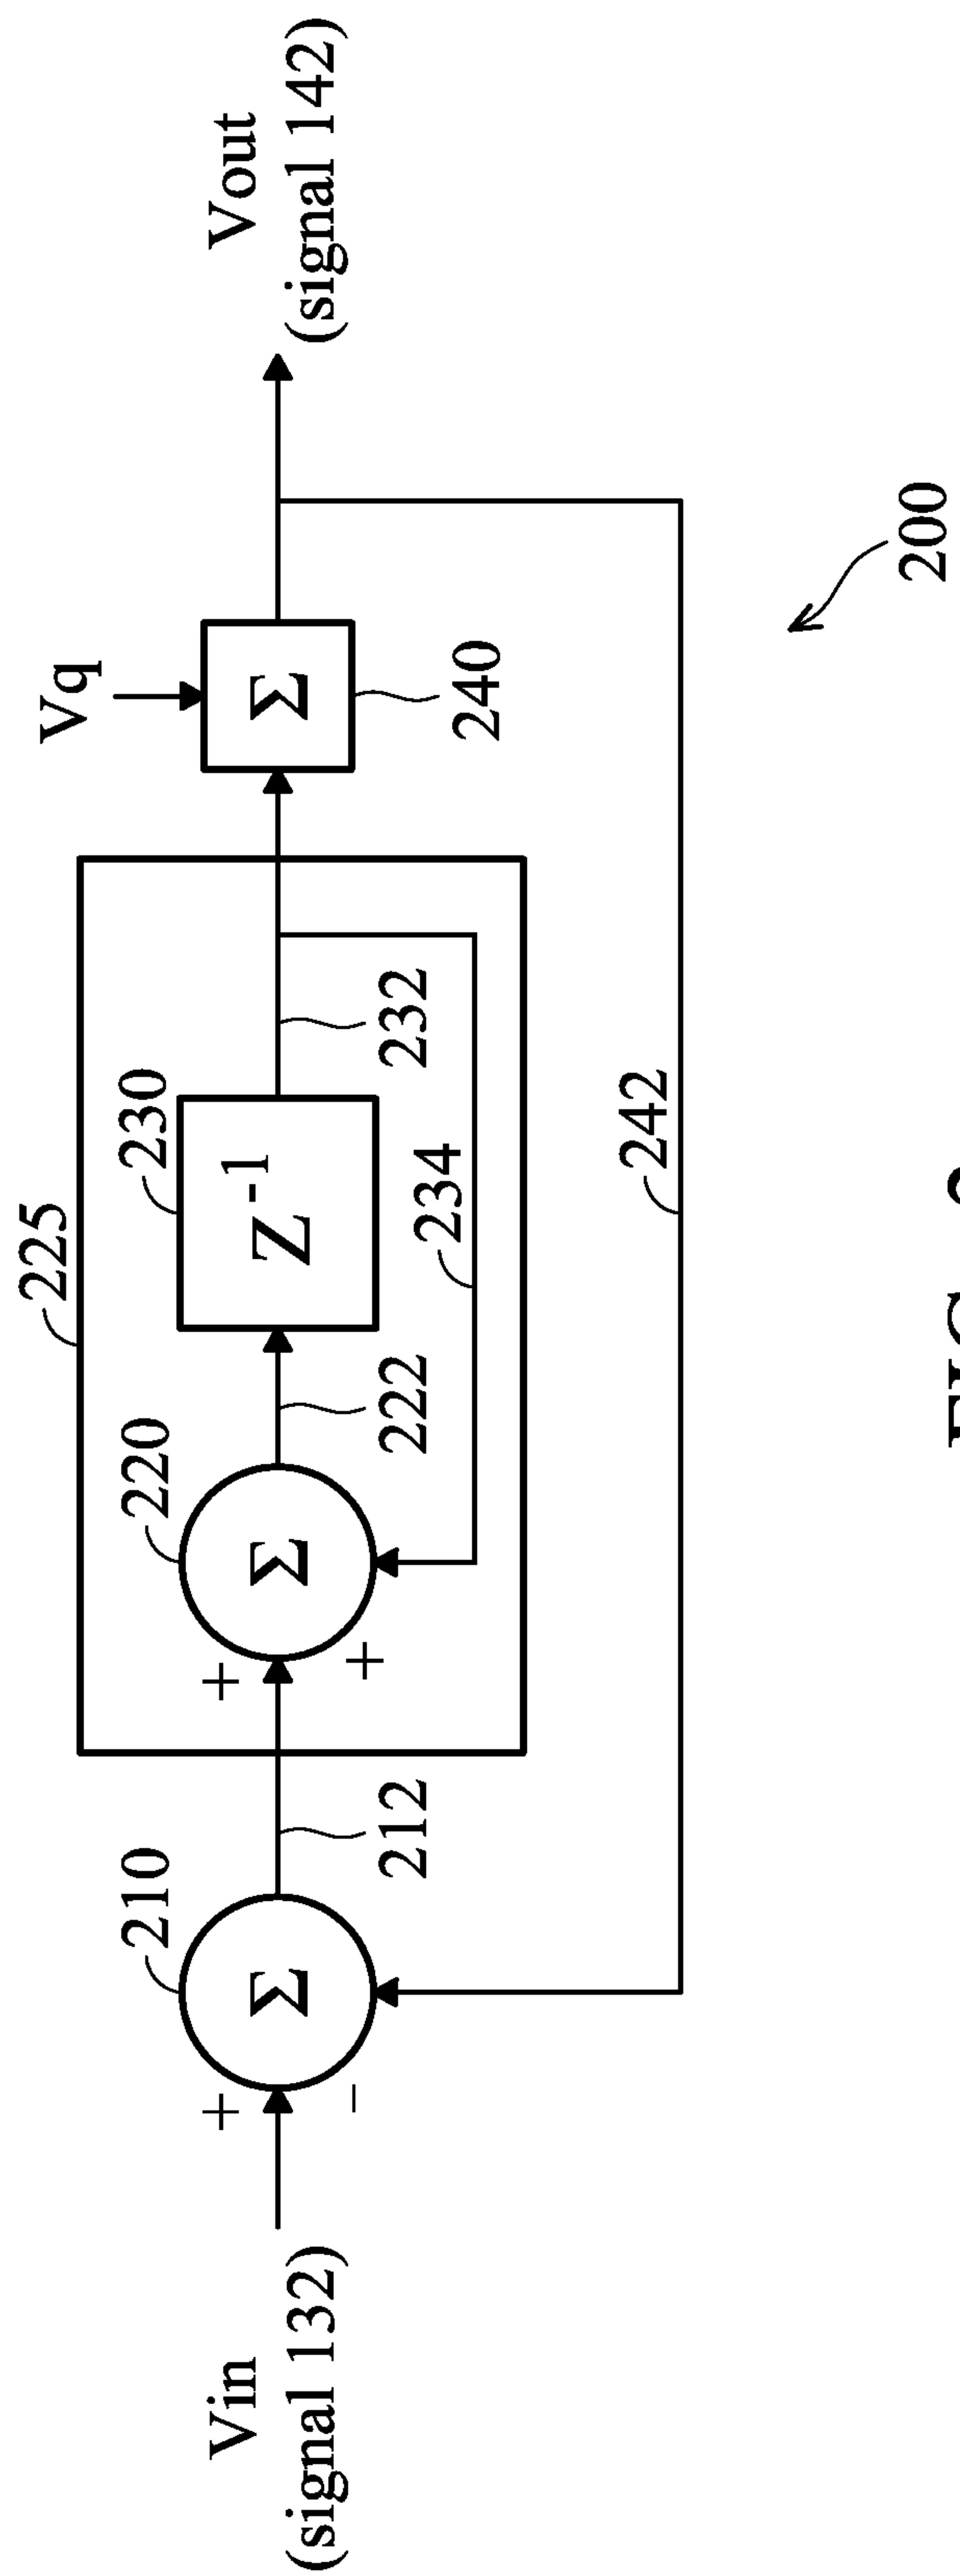 Vin
(signal 132)
+
−
210
Σ
212
225
+
+
220
Σ
222
230
Z-1
232
234
Vq
Σ
240
242
Vout
(signal 142)
200